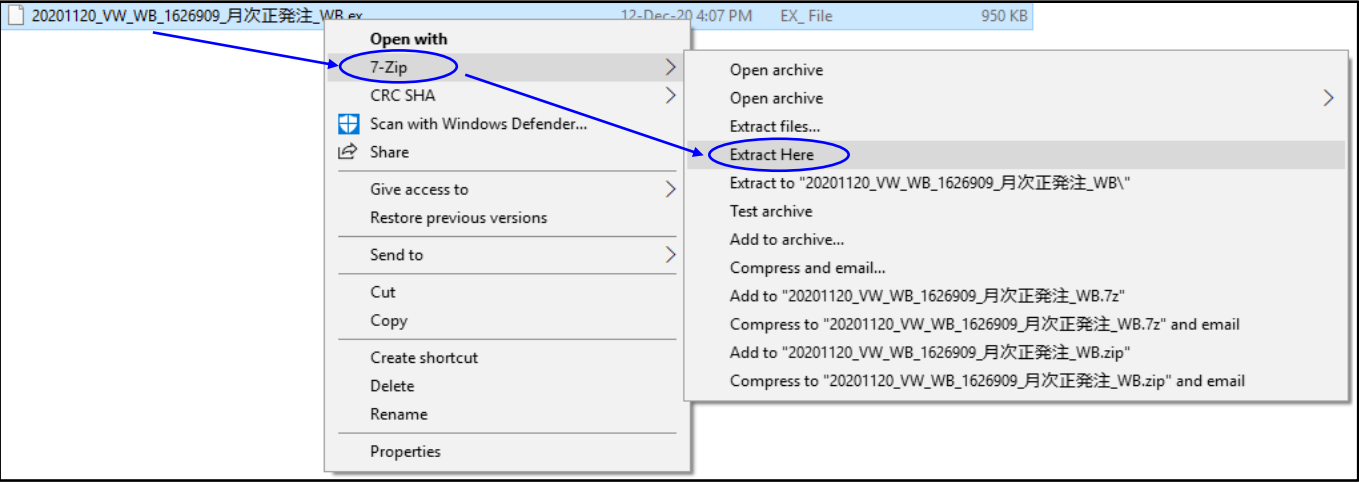 20201120_VW_WB_1626909_月次正発注_WB.ex_ 12-Dec-20 4:07 PM EX_ File 950 KB
Open with
7-Zip
CRC SHA
Scan with Windows Defender...
Share
Give access to
Restore previous versions
Send to
Cut
Copy
Create shortcut
Delete
Rename
Properties
Open archive
Open archive
Extract files...
Extract Here
Extract to "20201120_VW_WB_1626909_月次正発注_WB\"
Test archive
Add to archive...
Compress and email...
Add to "20201120_VW_WB_1626909_月次正発注_WB.7z"
Compress to "20201120_VW_WB_1626909_月次正発注_WB.7z" and email
Add to "20201120_VW_WB_1626909_月次正発注_WB.zip"
Compress to "20201120_VW_WB_1626909_月次正発注_WB.zip" and email